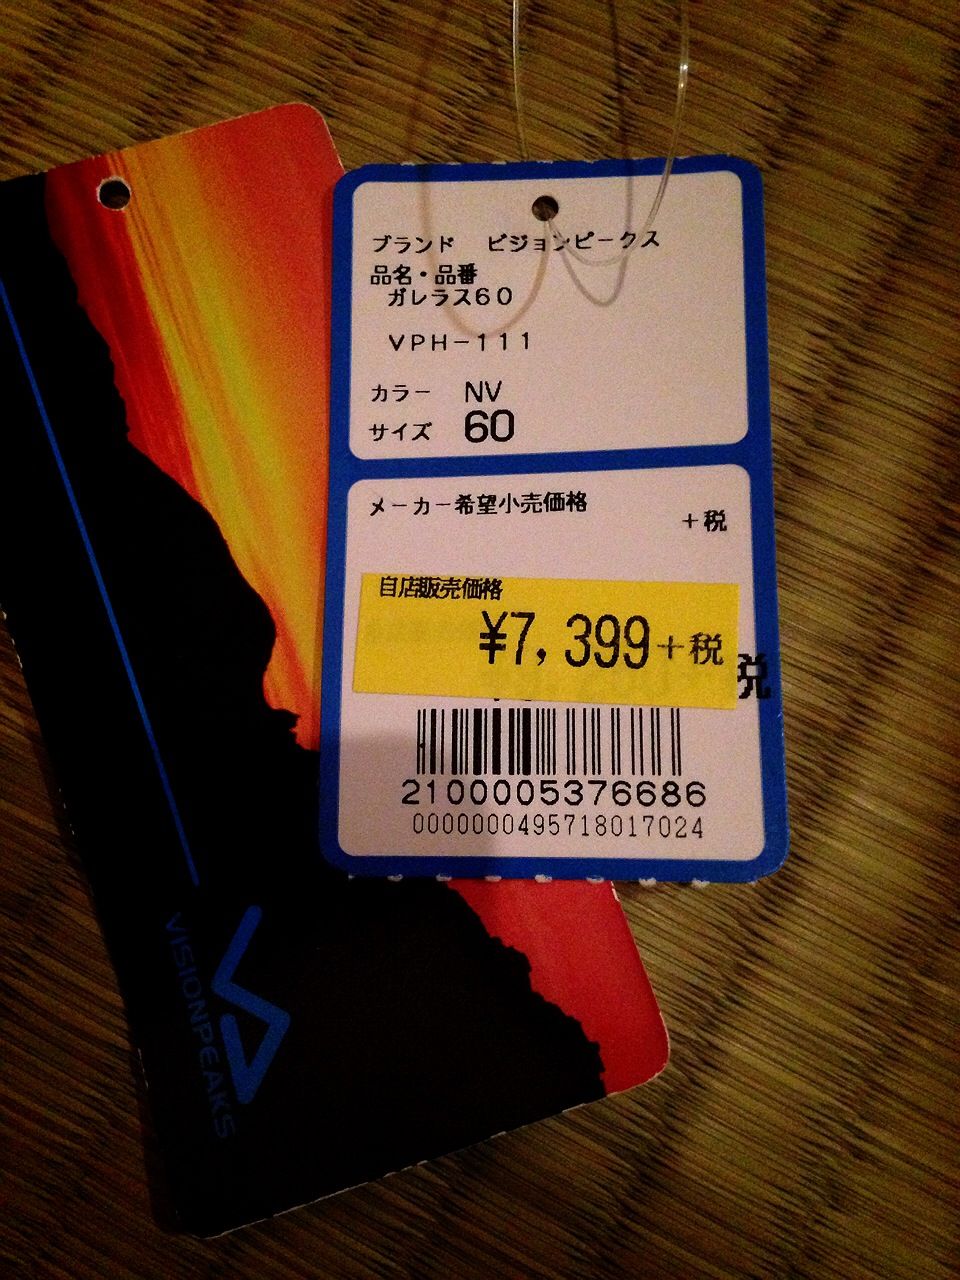 ブランド　ビジョンピークス
品名・品番
ガレラス60
VPH-111
カラー　NV
サイズ　60
メーカー希望小売価格
+税
自店販売価格
¥7,399+税
税
2100005376686
0000000495718017024
VISIONPEAKS